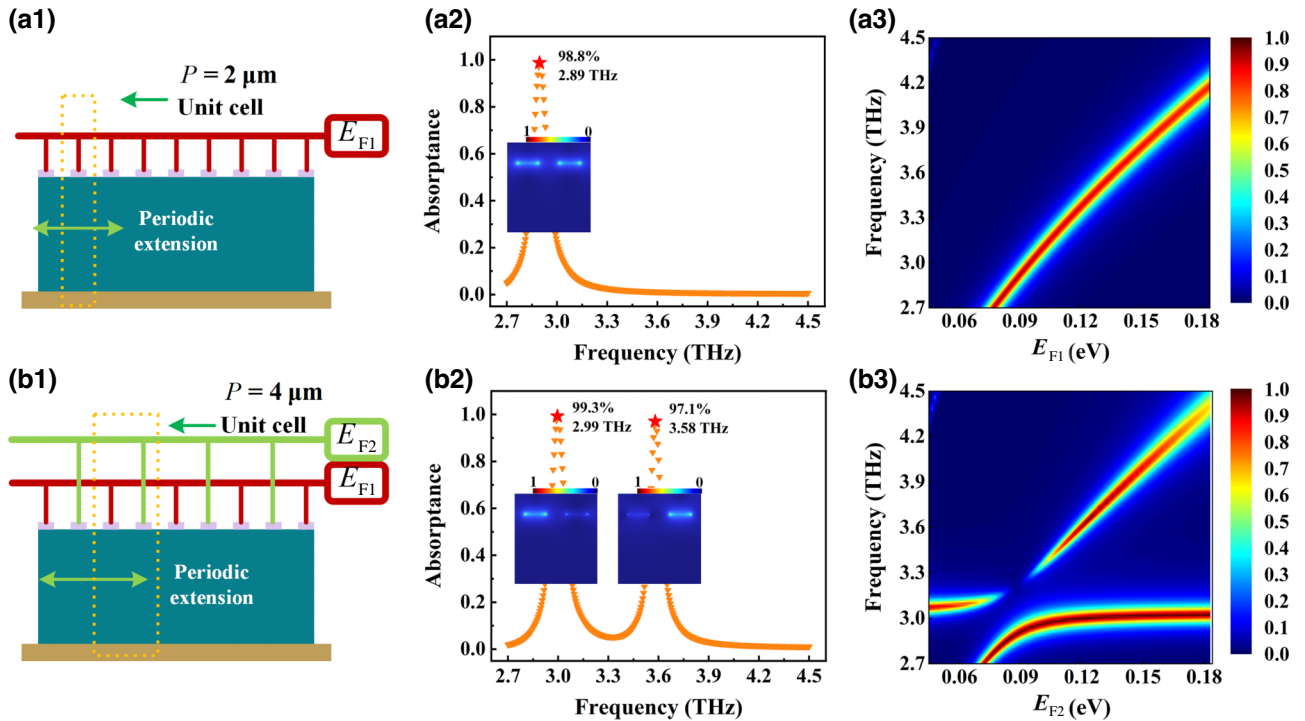 (a1)
P = 2 μm
Unit cell
E_F1
Periodic
extension
(a2)
Absorptance
1.0
0.8
0.6
0.4
0.2
0.0
98.8%
2.89 THz
1 0
2.7 3.0 3.3 3.6 3.9 4.2 4.5
Frequency (THz)
(a3)
Frequency (THz)
4.5
4.2
3.9
3.6
3.3
3.0
2.7
0.06 0.09 0.12 0.15 0.18
E_F1 (eV)
1.0
0.9
0.8
0.7
0.6
0.5
0.4
0.3
0.2
0.1
0.0
(b1)
P = 4 μm
Unit cell
E_F2
E_F1
Periodic
extension
(b2)
Absorptance
1.0
0.8
0.6
0.4
0.2
0.0
99.3%
2.99 THz
97.1%
3.58 THz
1 0
1 0
2.7 3.0 3.3 3.6 3.9 4.2 4.5
Frequency (THz)
(b3)
Frequency (THz)
4.5
4.2
3.9
3.6
3.3
3.0
2.7
0.06 0.09 0.12 0.15 0.18
E_F2 (eV)
1.0
0.9
0.8
0.7
0.6
0.5
0.4
0.3
0.2
0.1
0.0